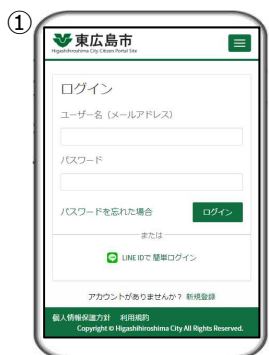 ①
東広島市
Higashihiroshima City Citizen Portal Site
ログイン
ユーザー名（メールアドレス）
パスワード
パスワードを忘れた場合
ログイン
または
LINE IDで簡単ログイン
アカウントがありませんか？ 新規登録
個人情報保護方針 利用規約
Copyright © Higashihiroshima City All Rights Reserved.